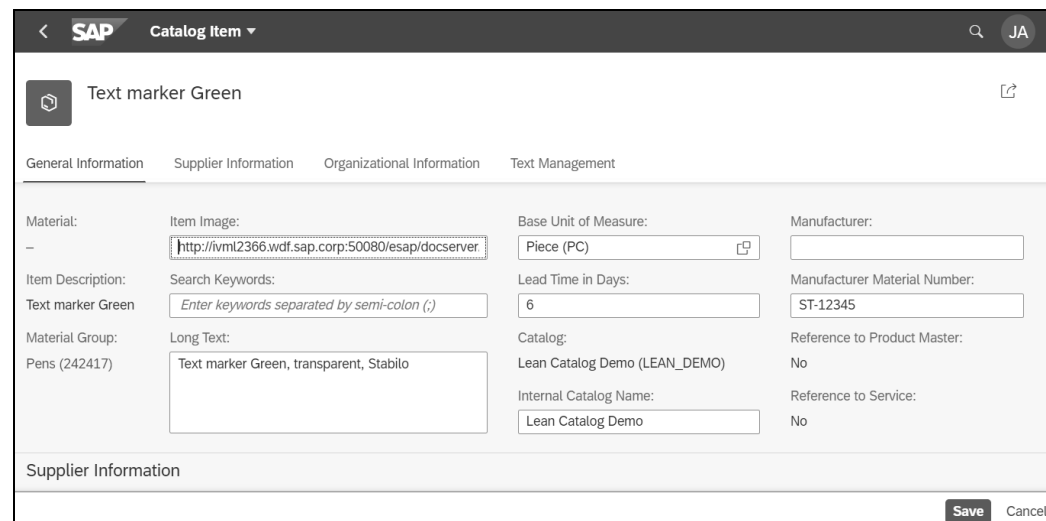 SAP Catalog Item
JA
Text marker Green
General Information Supplier Information Organizational Information Text Management
Material:
–
Item Description:
Text marker Green
Material Group:
Pens (242417)
Item Image:
http://ivml2366.wdf.sap.corp:50080/esap/docserver.
Search Keywords:
Enter keywords separated by semi-colon (;)
Long Text:
Text marker Green, transparent, Stabilo
Base Unit of Measure:
Piece (PC)
Lead Time in Days:
6
Catalog:
Lean Catalog Demo (LEAN_DEMO)
Internal Catalog Name:
Lean Catalog Demo
Manufacturer:
Manufacturer Material Number:
ST-12345
Reference to Product Master:
No
Reference to Service:
No
Supplier Information
Save Cancel